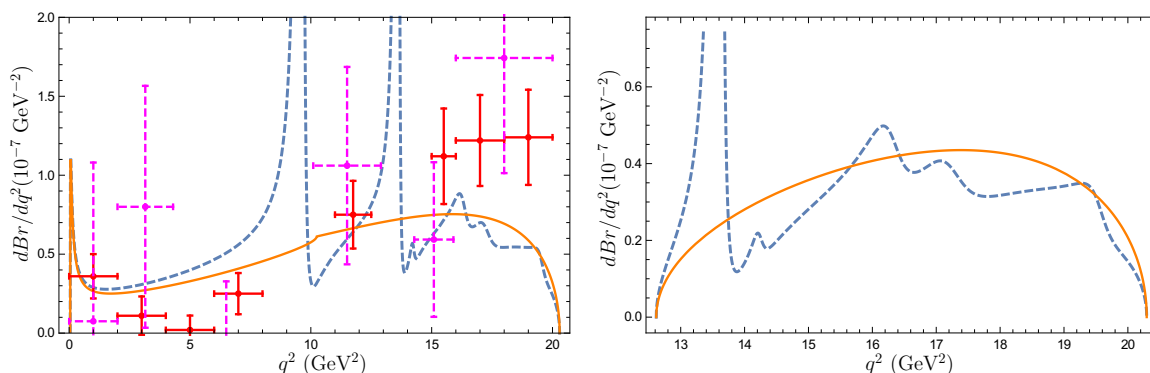 2.0
1.5
1.0
0.5
0.0
0 5 10 15 20
q² (GeV²)
dBr/dq²(10⁻⁷ GeV⁻²)
0.6
0.4
0.2
0.0
13 14 15 16 17 18 19 20
q² (GeV²)
dBr/dq²(10⁻⁷ GeV⁻²)